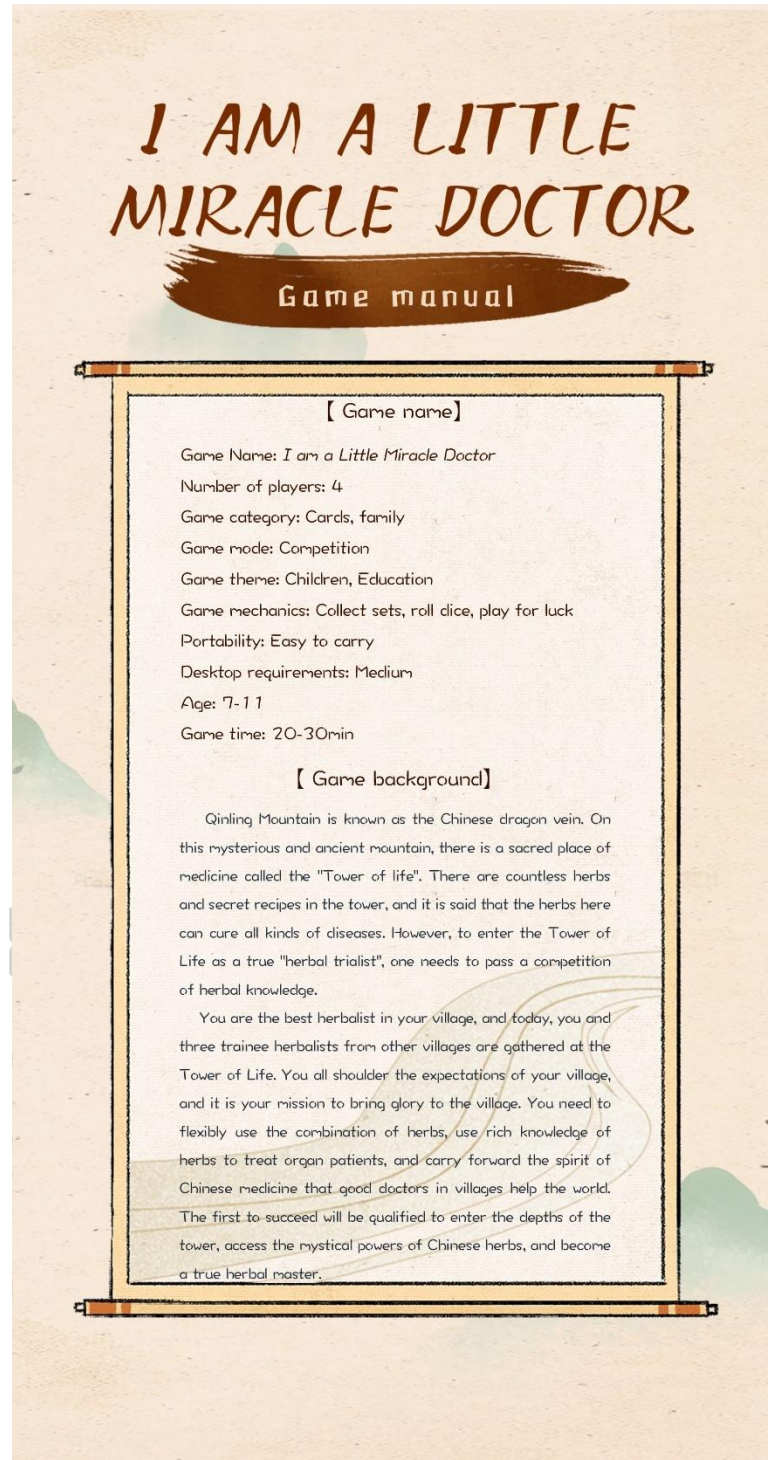 I AM A LITTLE
MIRACLE DOCTOR
Game manual
【 Game name】
Game Name: I am a Little Miracle Doctor
Number of players: 4
Game category: Cards, family
Game mode: Competition
Game theme: Children, Education
Game mechanics: Collect sets, roll dice, play for luck
Portability: Easy to carry
Desktop requirements: Medium
Age: 7-11
Game time: 20-30min
【 Game background】
Qinling Mountain is known as the Chinese dragon vein. On
this mysterious and ancient mountain, there is a sacred place of
medicine called the "Tower of life". There are countless herbs
and secret recipes in the tower, and it is said that the herbs here
can cure all kinds of diseases. However, to enter the Tower of
Life as a true "herbal trialist", one needs to pass a competition
of herbal knowledge.
You are the best herbalist in your village, and today, you and
three trainee herbalists from other villages are gathered at the
Tower of Life. You all shoulder the expectations of your village,
and it is your mission to bring glory to the village. You need to
flexibly use the combination of herbs, use rich knowledge of
herbs to treat organ patients, and carry forward the spirit of
Chinese medicine that good doctors in villages help the world.
The first to succeed will be qualified to enter the depths of the
tower, access the mystical powers of Chinese herbs, and become
a true herbal master.